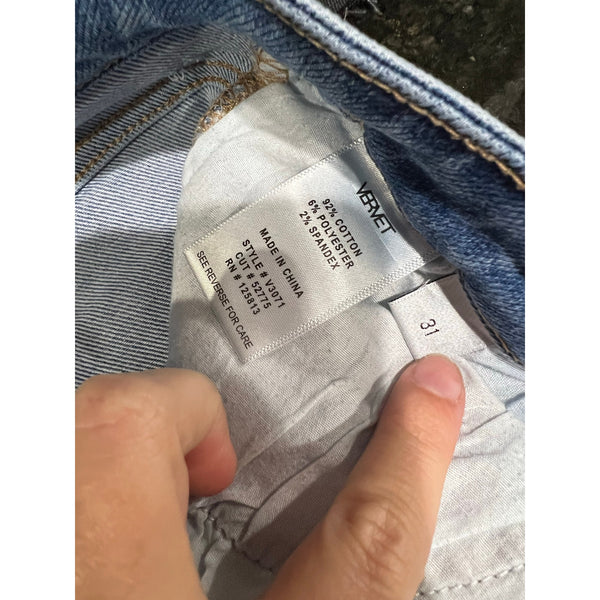 VERVET
92% COTTON
6% POLYESTER
2% SPANDEX
MADE IN CHINA
STYLE # V3071
CUT # 52775
RN # 125813
SEE REVERSE FOR CARE
31